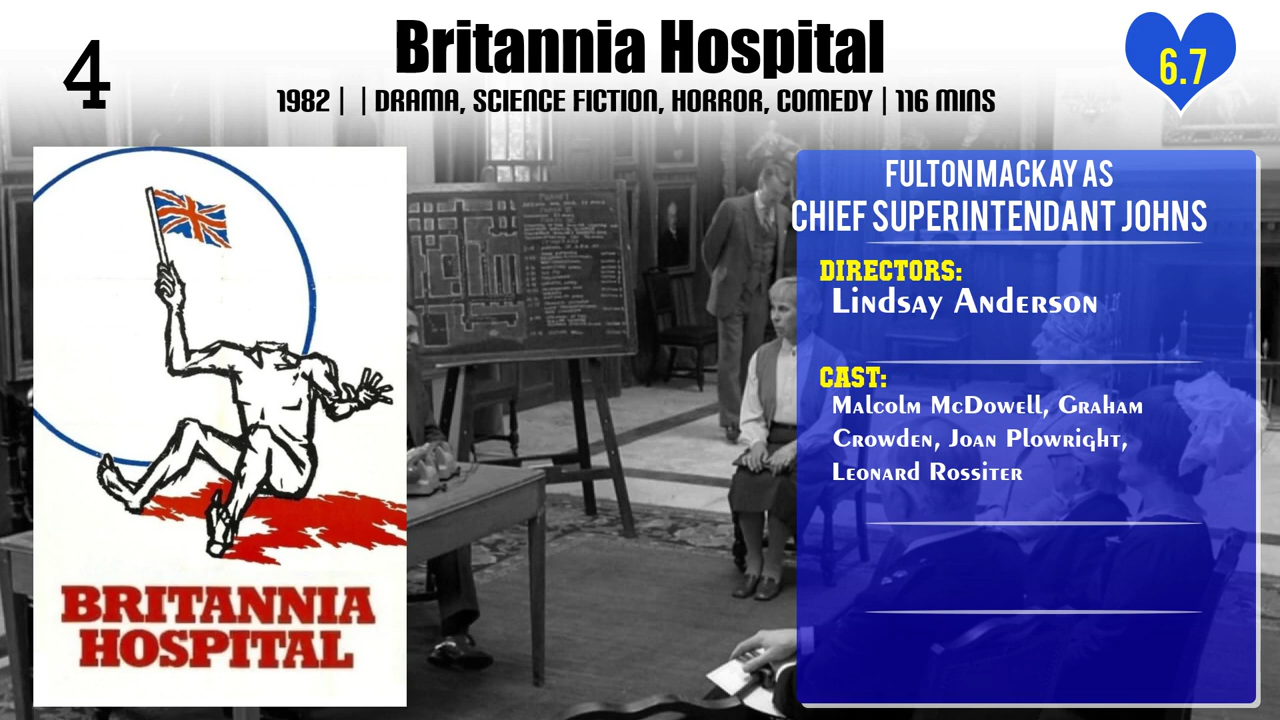 4
Britannia Hospital
1982 | | DRAMA, SCIENCE FICTION, HORROR, COMEDY | 116 MINS
6.7
BRITANNIA
HOSPITAL
FULTON MACKAY AS
CHIEF SUPERINTENDANT JOHNS
DIRECTORS:
Lindsay Anderson
CAST:
Malcolm McDowell, Graham
Crowden, Joan Plowright,
Leonard Rossiter